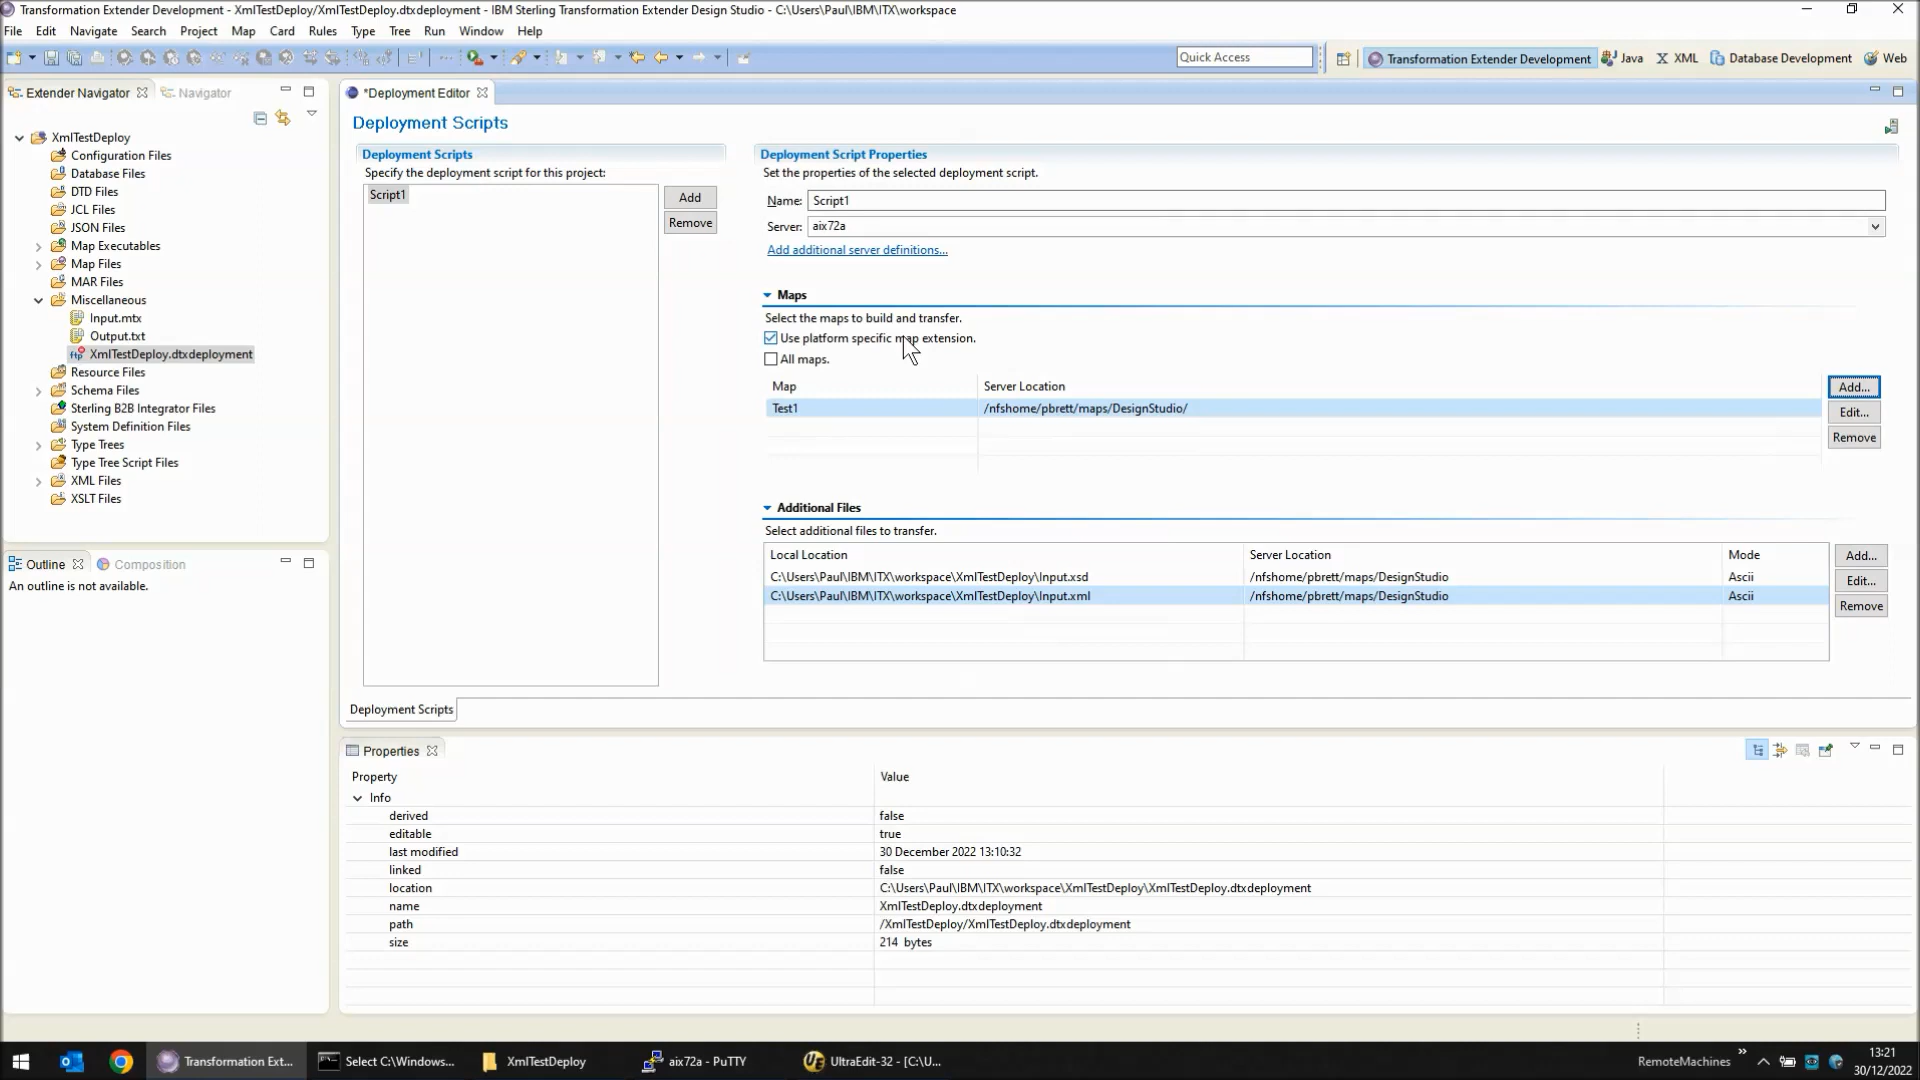 Transformation Extender Development - XmlTestDeploy/XmlTestDeploy.dtxdeployment - IBM Sterling Transformation Extender Design Studio - C:\Users\Paul\IBM\ITX\workspace
File Edit Navigate Search Project Map Card Rules Type Tree Run Window Help
Quick Access
Transformation Extender Development
Java
XML
Database Development
Web
Extender Navigator
Navigator
XmlTestDeploy
Configuration Files
Database Files
DTD Files
JCL Files
JSON Files
Map Executables
Map Files
MAR Files
Miscellaneous
Input.mtx
Output.txt
XmlTestDeploy.dtxdeployment
Resource Files
Schema Files
Sterling B2B Integrator Files
System Definition Files
Type Trees
Type Tree Script Files
XML Files
XSLT Files
Outline
Composition
An outline is not available.
*Deployment Editor
Deployment Scripts
Deployment Scripts
Specify the deployment script for this project:
Script1
Add
Remove
Deployment Script Properties
Set the properties of the selected deployment script.
Name: Script1
Server: aix72a
Add additional server definitions...
Maps
Select the maps to build and transfer.
Use platform specific map extension.
All maps.
Map Server Location
Test1 /nfshome/pbrett/maps/DesignStudio/
Add...
Edit...
Remove
Additional Files
Select additional files to transfer.
Local Location Server Location Mode
C:\Users\Paul\IBM\ITX\workspace\XmlTestDeploy\Input.xsd /nfshome/pbrett/maps/DesignStudio Ascii
C:\Users\Paul\IBM\ITX\workspace\XmlTestDeploy\Input.xml /nfshome/pbrett/maps/DesignStudio Ascii
Add...
Edit...
Remove
Deployment Scripts
Properties
Property Value
Info
derived false
editable true
last modified 30 December 2022 13:10:32
linked false
location C:\Users\Paul\IBM\ITX\workspace\XmlTestDeploy\XmlTestDeploy.dtxdeployment
name XmlTestDeploy.dtxdeployment
path /XmlTestDeploy/XmlTestDeploy.dtxdeployment
size 214 bytes
Transformation Ext...
Select C:\Windows...
XmlTestDeploy
aix72a - PuTTY
UltraEdit-32 - [C:\U...
RemoteMachines
13:21
30/12/2022